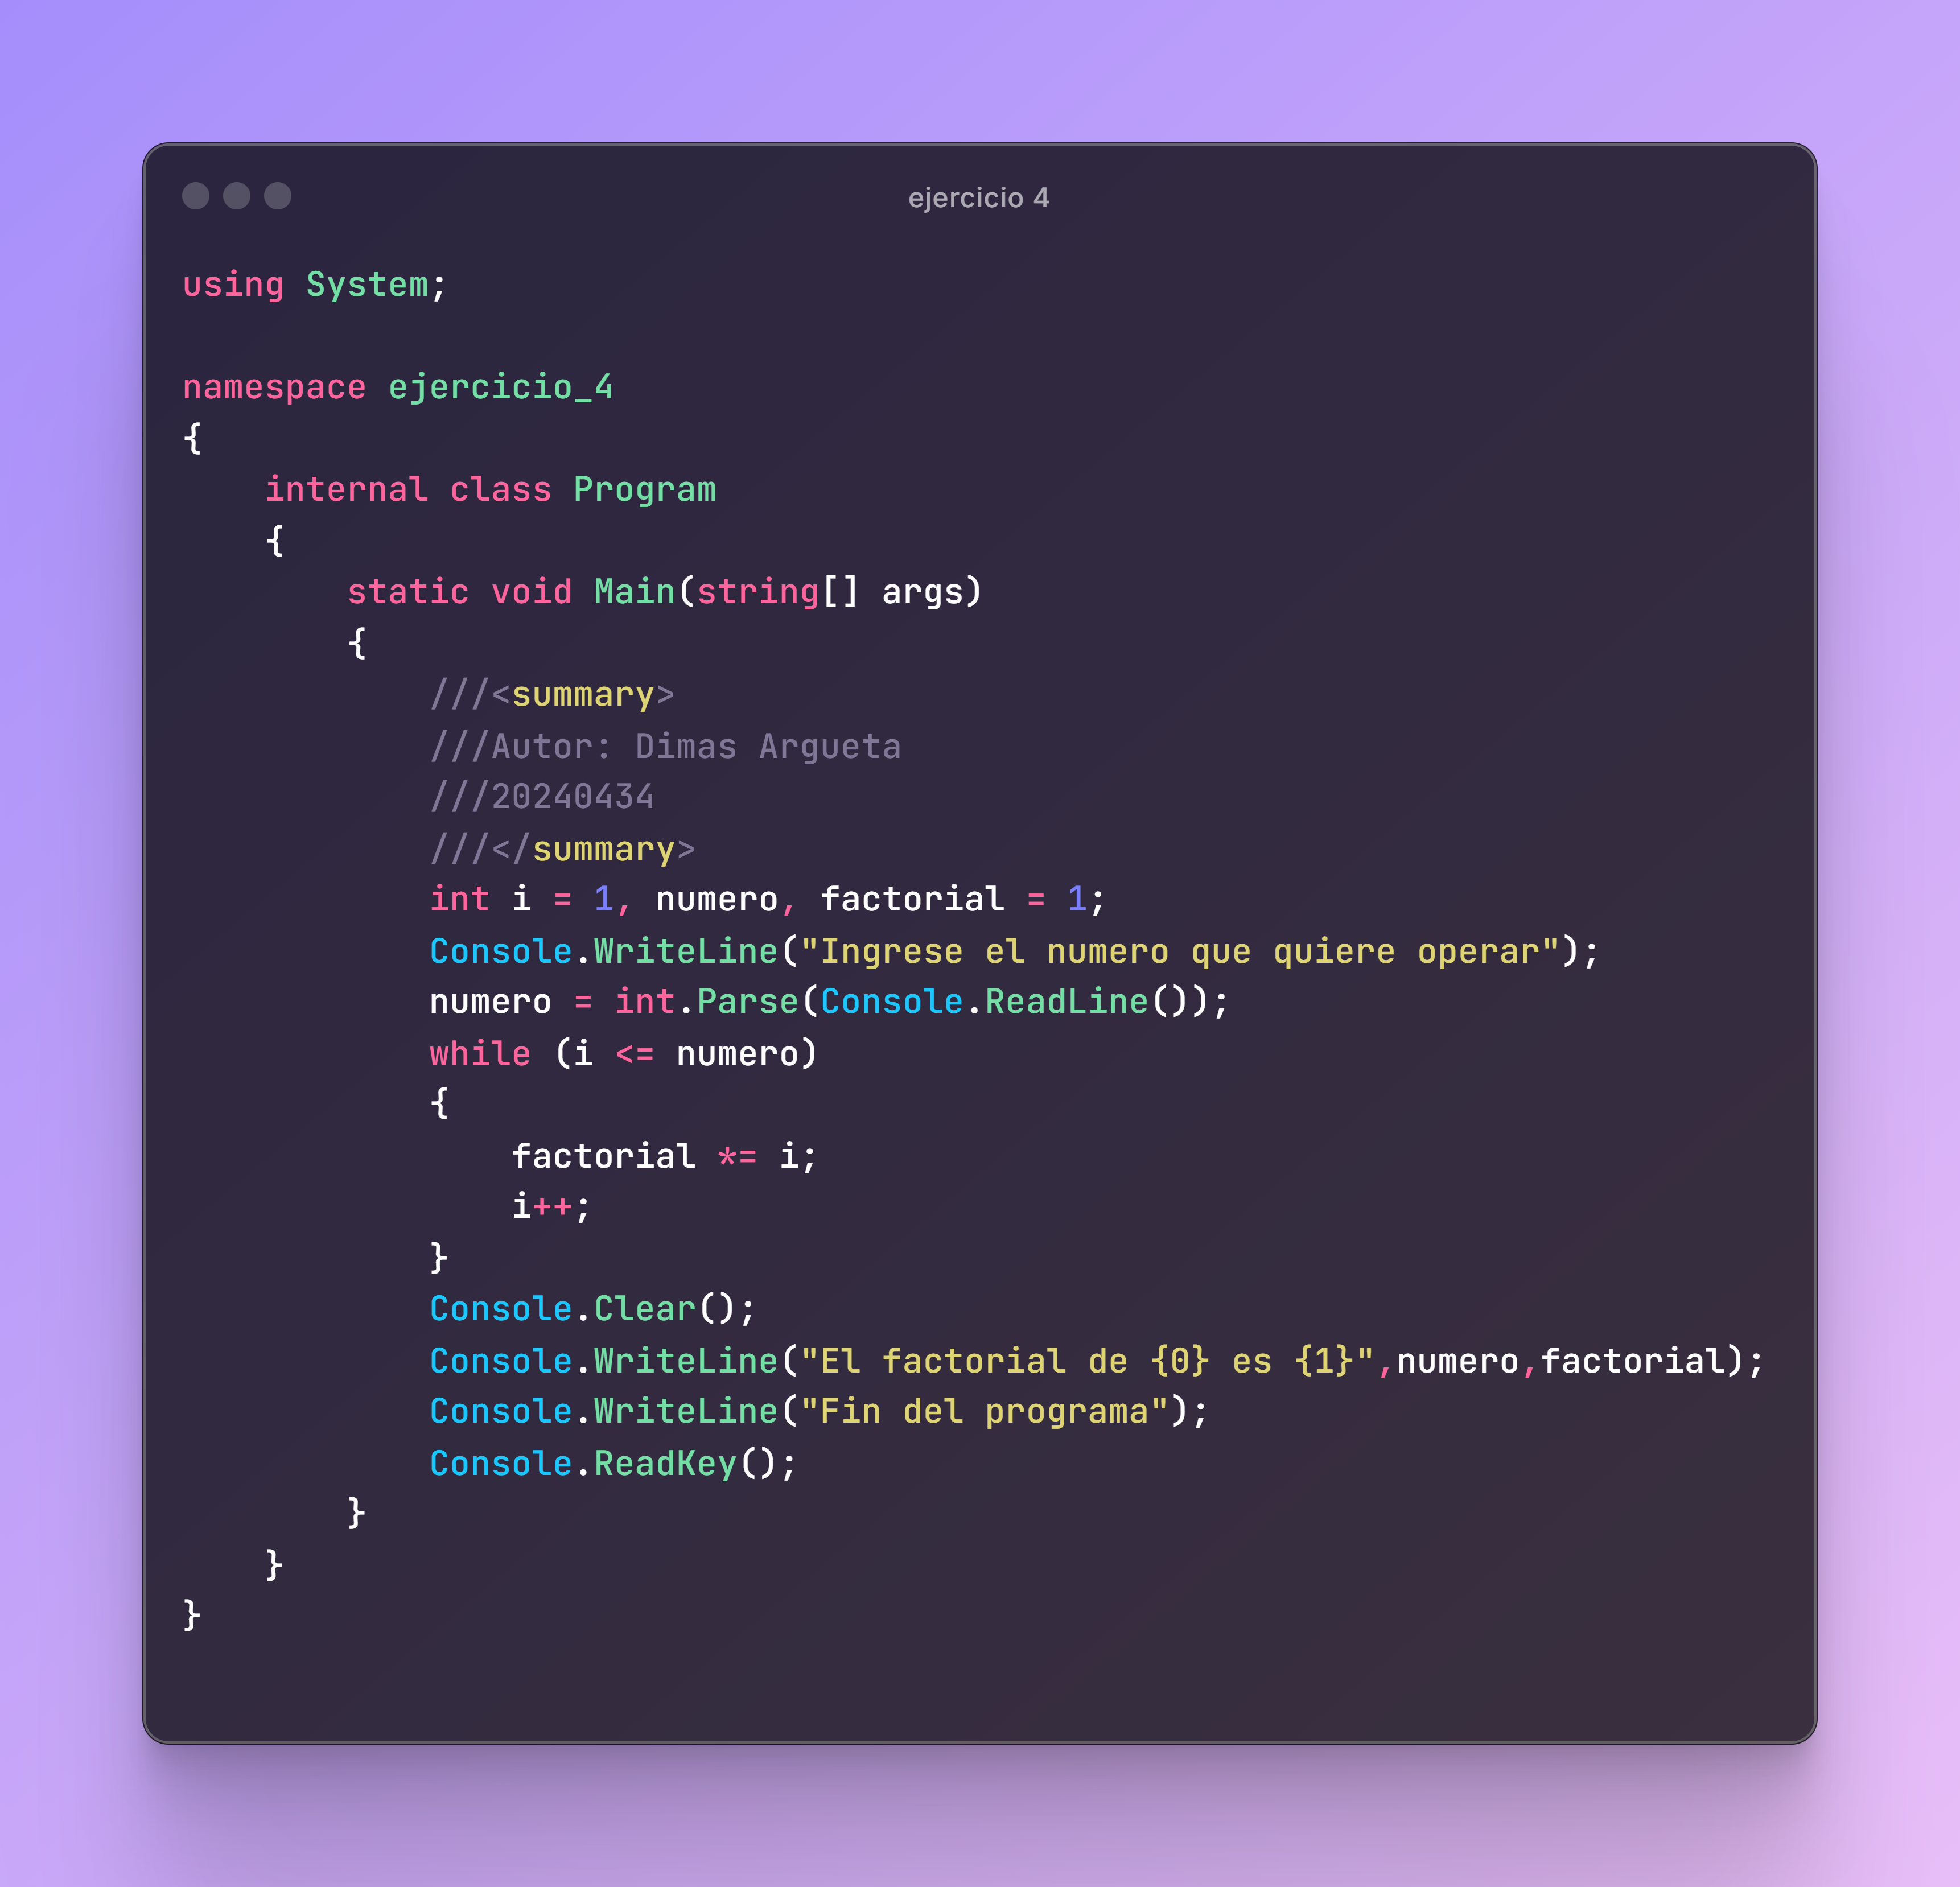 ejercicio 4
using System;
namespace ejercicio_4
{
internal class Program
{
static void Main(string[] args)
{
///<summary>
///Autor: Dimas Argueta
///20240434
///</summary>
int i = 1, numero, factorial = 1;
Console.WriteLine("Ingrese el numero que quiere operar");
numero = int.Parse(Console.ReadLine());
while (i <= numero)
{
factorial *= i;
i++;
}
Console.Clear();
Console.WriteLine("El factorial de {0} es {1}",numero,factorial);
Console.WriteLine("Fin del programa");
Console.ReadKey();
}
}
}